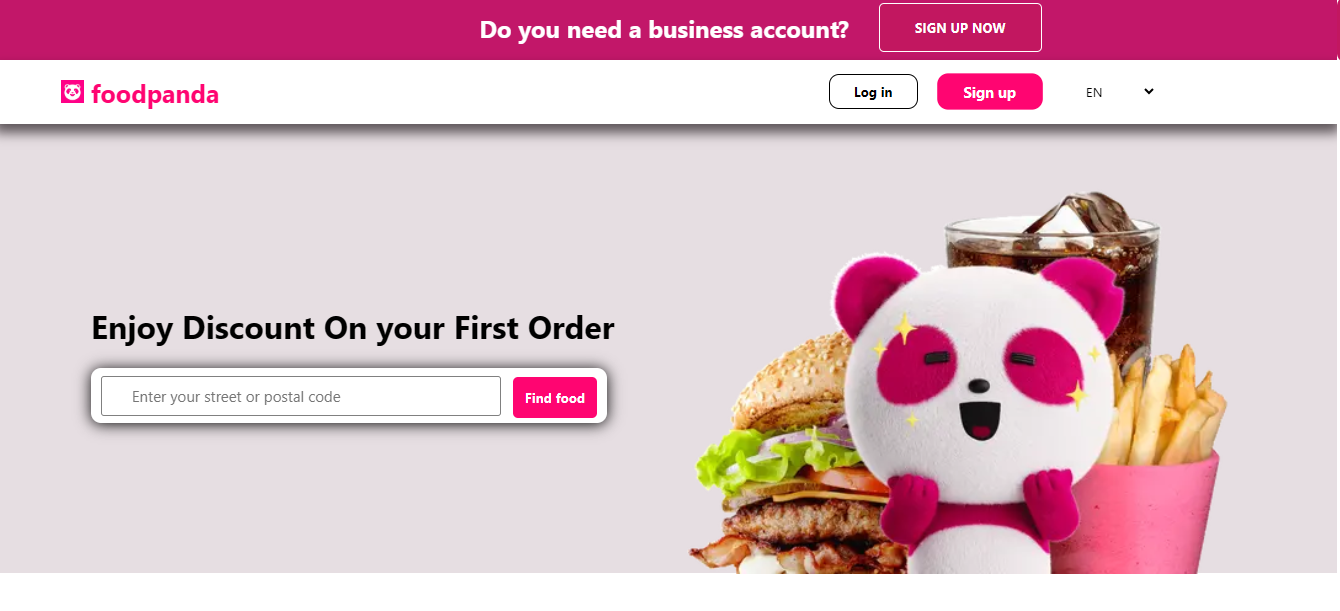 Do you need a business account?
SIGN UP NOW
foodpanda
Log in
Sign up
EN
Enjoy Discount On your First Order
Enter your street or postal code
Find food